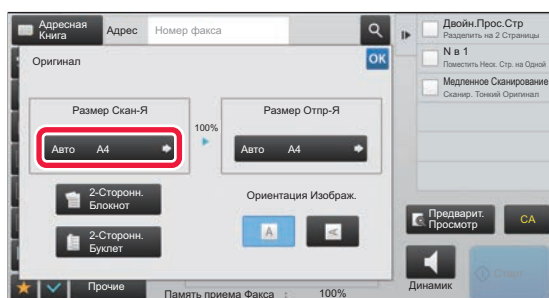 Адресная
Книга
Адрес
Номер факса
Двойн.Прос.Стр
Разделить на 2 Страницы
N в 1
Поместить Неск. Стр. на Одной
Медленное Сканирование
Сканир. Тонкий Оригинал
Оригинал
OK
Размер Скан-Я
100%
Размер Отпр-Я
Авто A4
Авто A4
2-Сторонн.
Блокнот
2-Сторонн.
Буклет
Ориентация Изображ.
A
A
Предварит.
Просмотр
CA
Прочие
Память приема Факса : 100%
Динамик
Старт